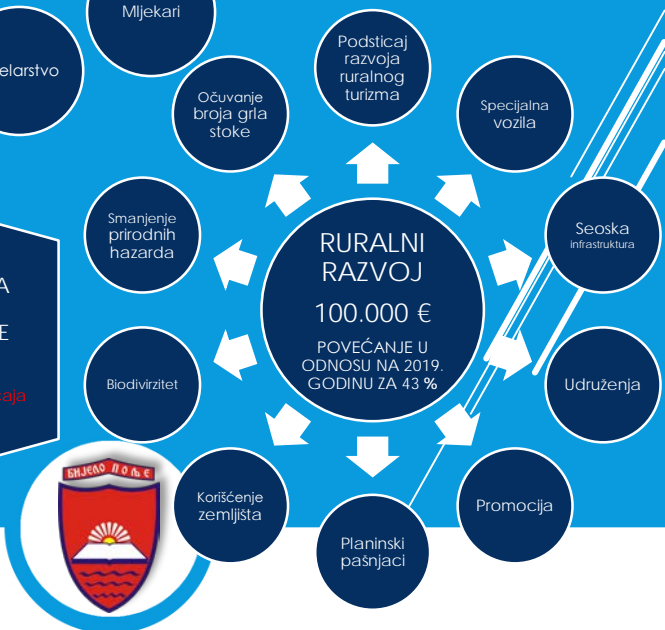 Mljekari
elarstvo
Podsticaj
razvoja
ruralnog
turizma
Očuvanje
broja grla
stoke
Specijalna
vozila
Smanjenje
prirodnih
hazarda
Seoska
infrastruktura
RURALNI
RAZVOJ
100.000 €
POVEĆANJE U
ODNOSU NA 2019.
GODINU ZA 43 %
A
E
caja
Biodivirzitet
Udruženja
Korišćenje
zemljišta
Promocija
Planinski
pašnjaci
БИЈЕЛО ПОЉЕ